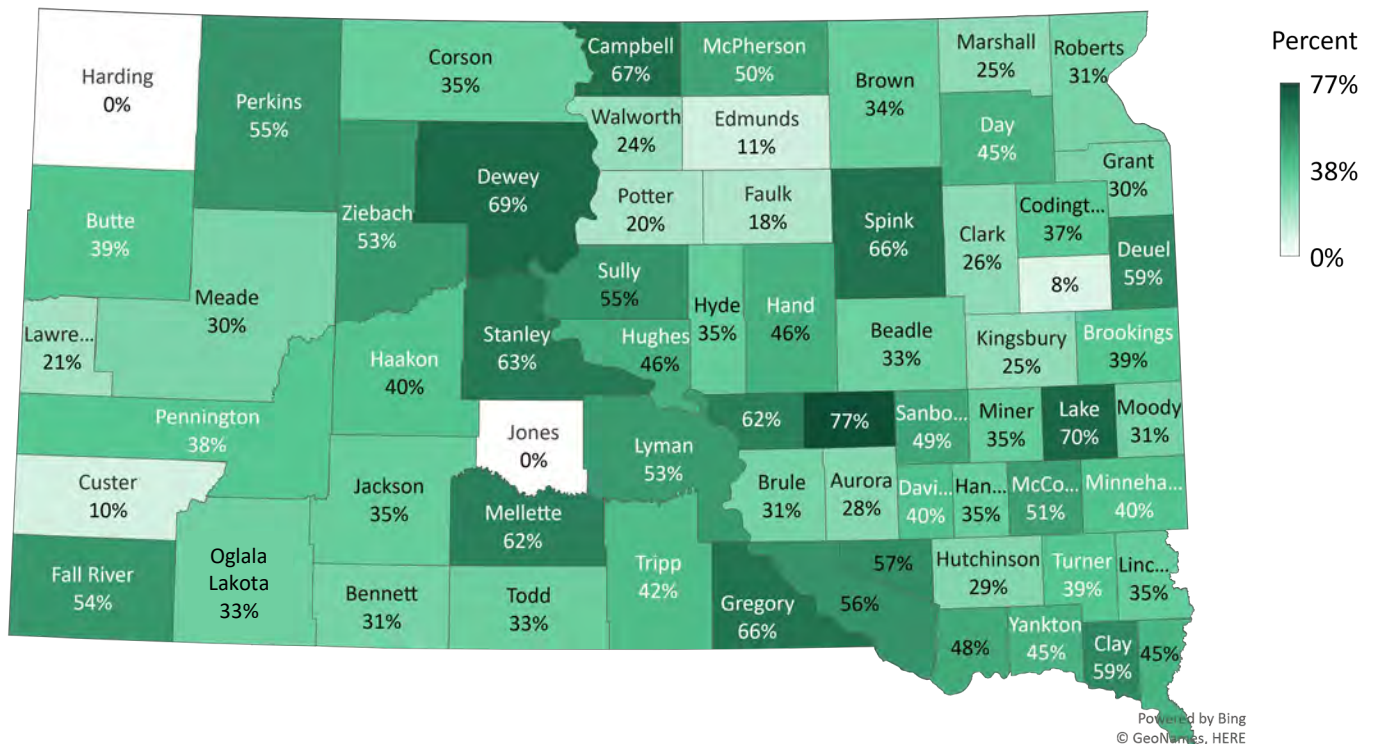 Harding
0%
Perkins
55%
Corson
35%
Campbell
67%
McPherson
50%
Brown
34%
Marshall
25%
Roberts
31%
Percent
77%
38%
0%
Walworth
24%
Edmunds
11%
Day
45%
Grant
30%
Butte
39%
Ziebach
53%
Dewey
69%
Potter
20%
Faulk
18%
Spink
66%
Clark
26%
Codingt...
37%
Deuel
59%
8%
Meade
30%
Sully
55%
Hyde
35%
Hand
46%
Lawre...
21%
Haakon
40%
Stanley
63%
Hughes
46%
Beadle
33%
Kingsbury
25%
Brookings
39%
Pennington
38%
Jones
0%
Lyman
53%
62%
77%
Sanbo...
49%
Miner
35%
Lake
70%
Moody
31%
Custer
10%
Jackson
35%
Mellette
62%
Brule
31%
Aurora
28%
Davi...
40%
Han...
35%
McCo...
51%
Minneha...
40%
Fall River
54%
Oglala
Lakota
33%
Bennett
31%
Todd
33%
Tripp
42%
Gregory
66%
57%
56%
Hutchinson
29%
Turner
39%
Linc...
35%
48%
Yankton
45%
Clay
59%
45%
Powered by Bing
© GeoNames, HERE